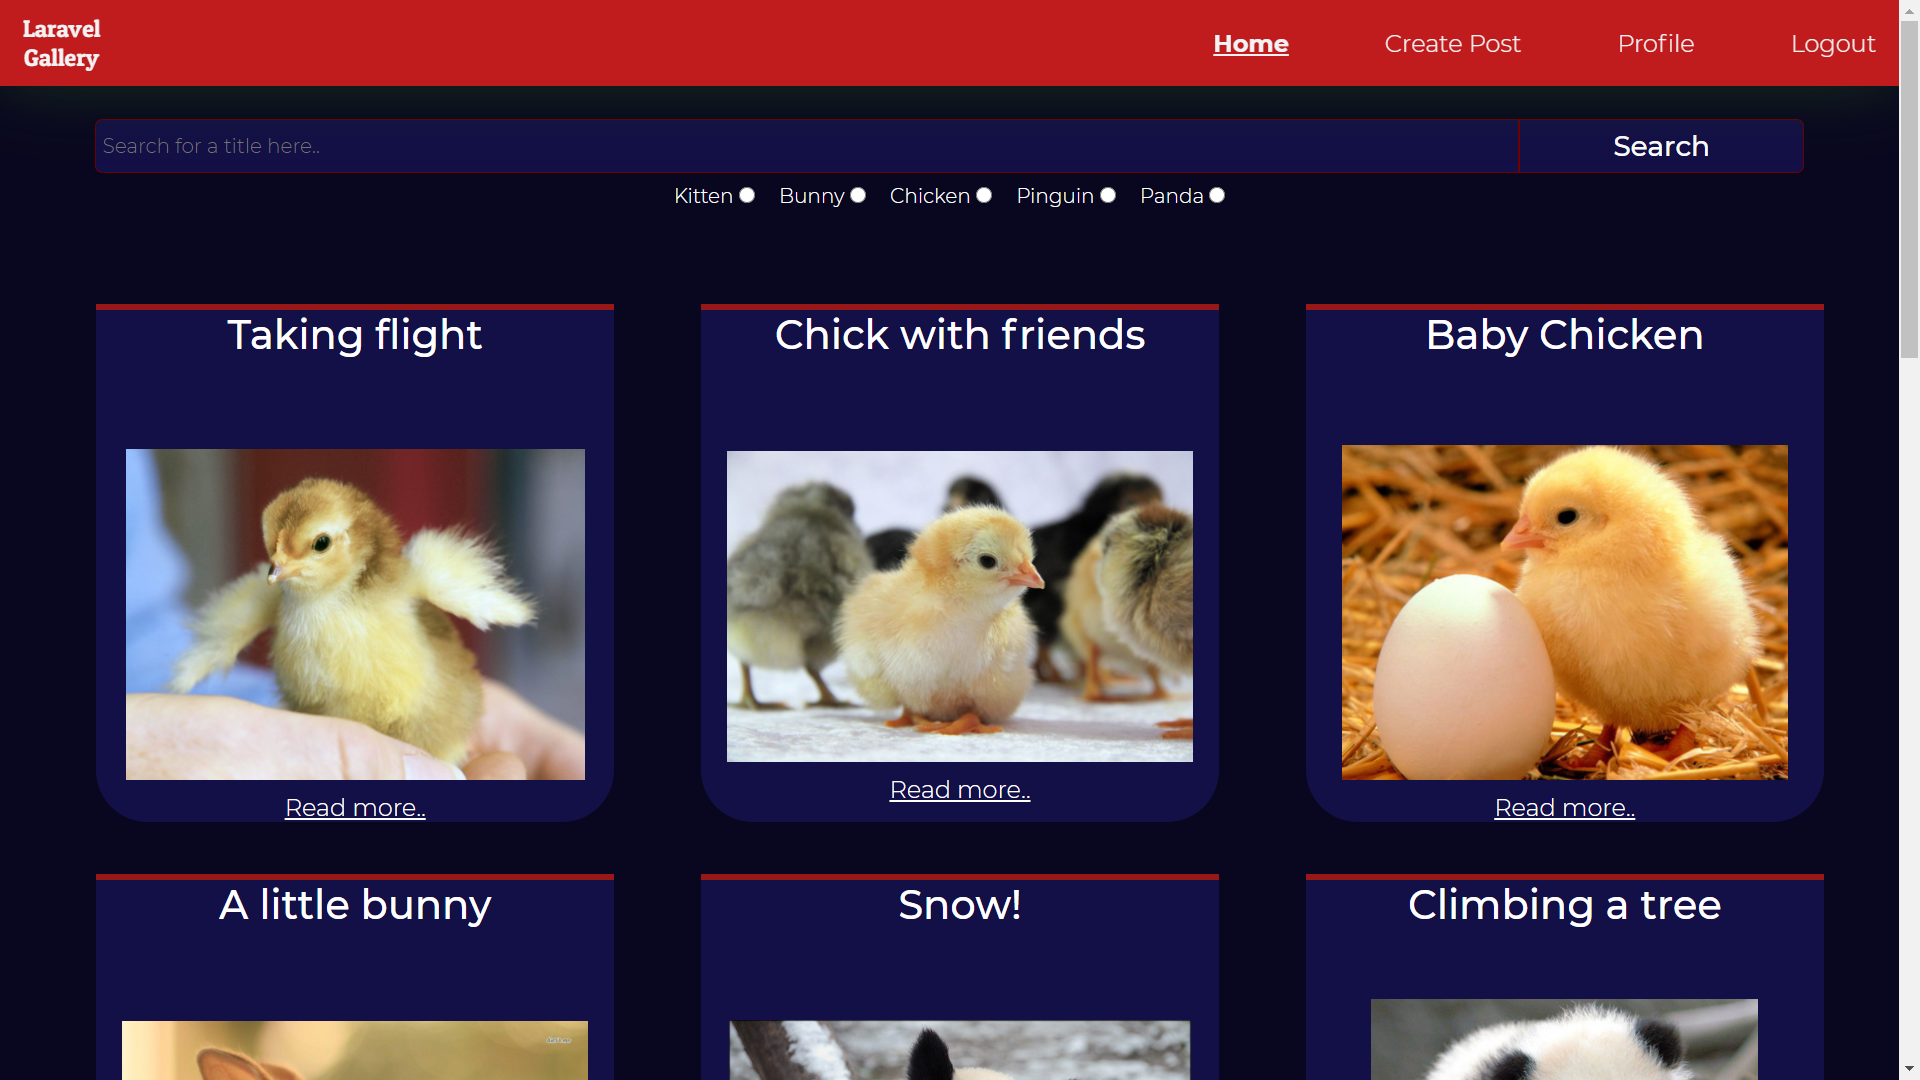 Laravel
Gallery
Home
Create Post
Profile
Logout
Search for a title here..
Search
Kitten
Bunny
Chicken
Pinguin
Panda
Taking flight
Chick with friends
Baby Chicken
Read more..
Read more..
Read more..
A little bunny
Snow!
Climbing a tree